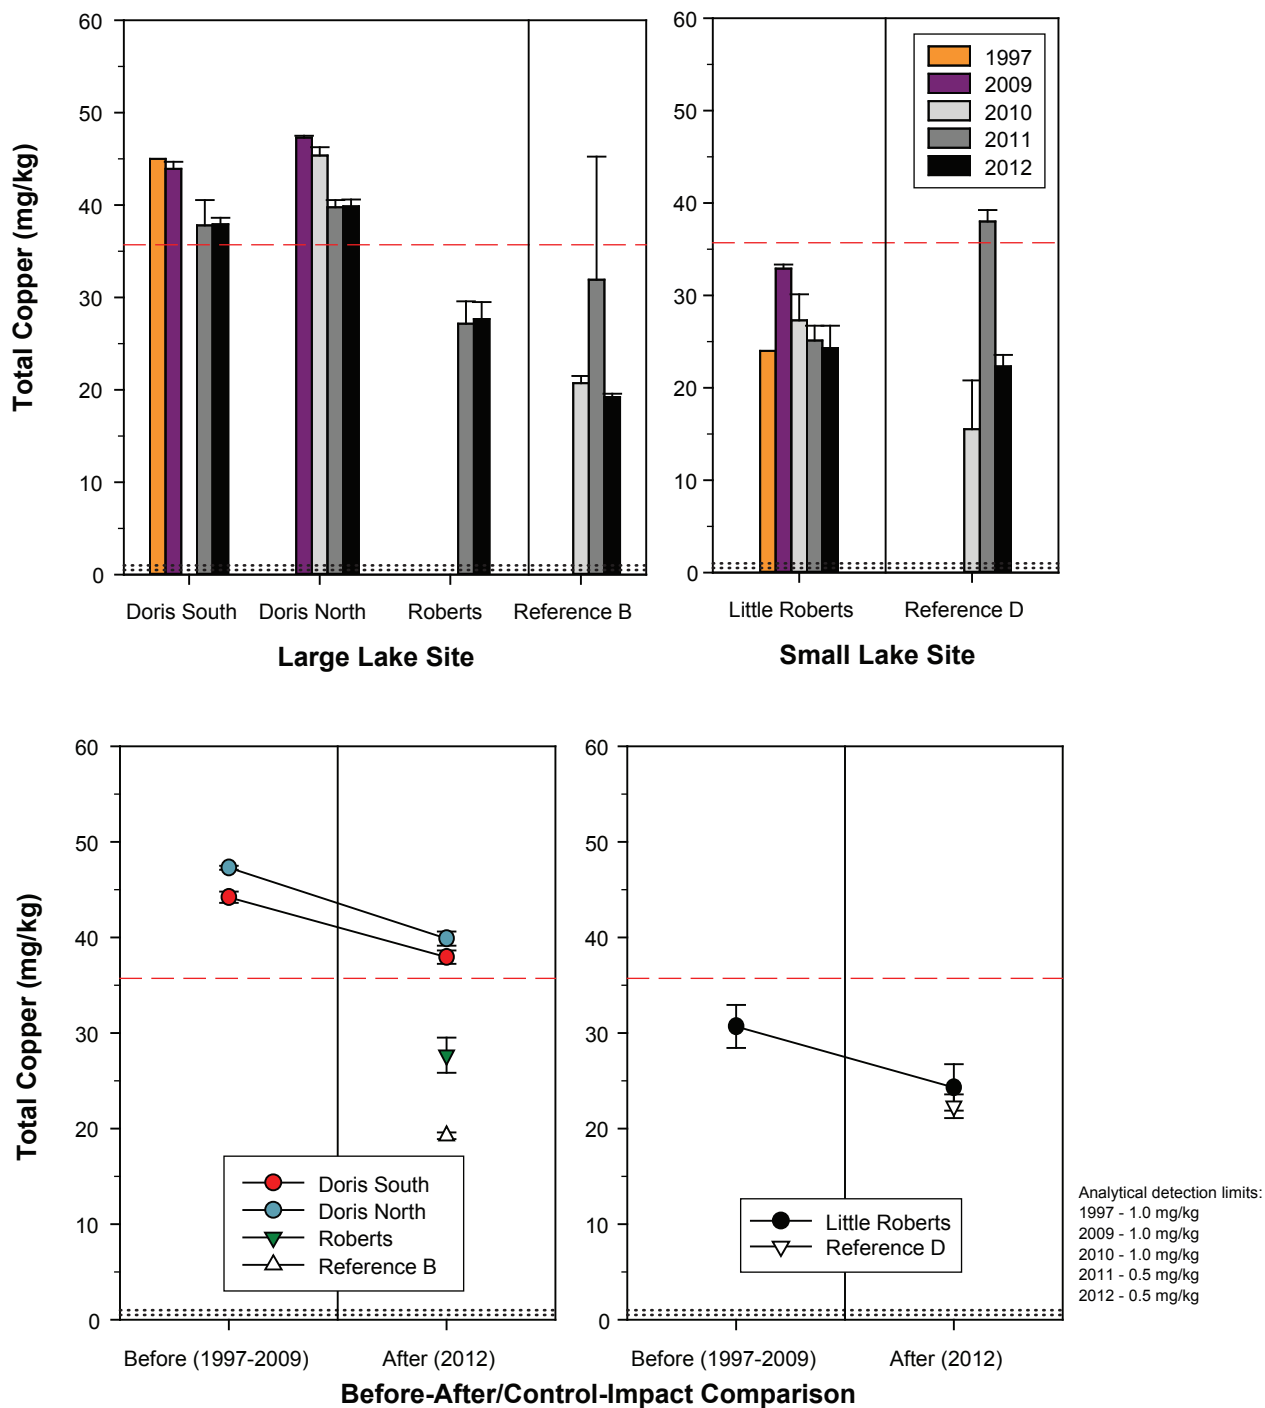 Total Copper (mg/kg)
60
50
40
30
20
10
0
Doris South
Doris North
Roberts
Reference B
Large Lake Site
60
50
40
30
20
10
0
1997
2009
2010
2011
2012
Little Roberts
Reference D
Small Lake Site
Total Copper (mg/kg)
60
50
40
30
20
10
0
Doris South
Doris North
Roberts
Reference B
Before (1997-2009)
After (2012)
60
50
40
30
20
10
0
Little Roberts
Reference D
Before (1997-2009)
After (2012)
Before-After/Control-Impact Comparison
Analytical detection limits:
1997 - 1.0 mg/kg
2009 - 1.0 mg/kg
2010 - 1.0 mg/kg
2011 - 0.5 mg/kg
2012 - 0.5 mg/kg